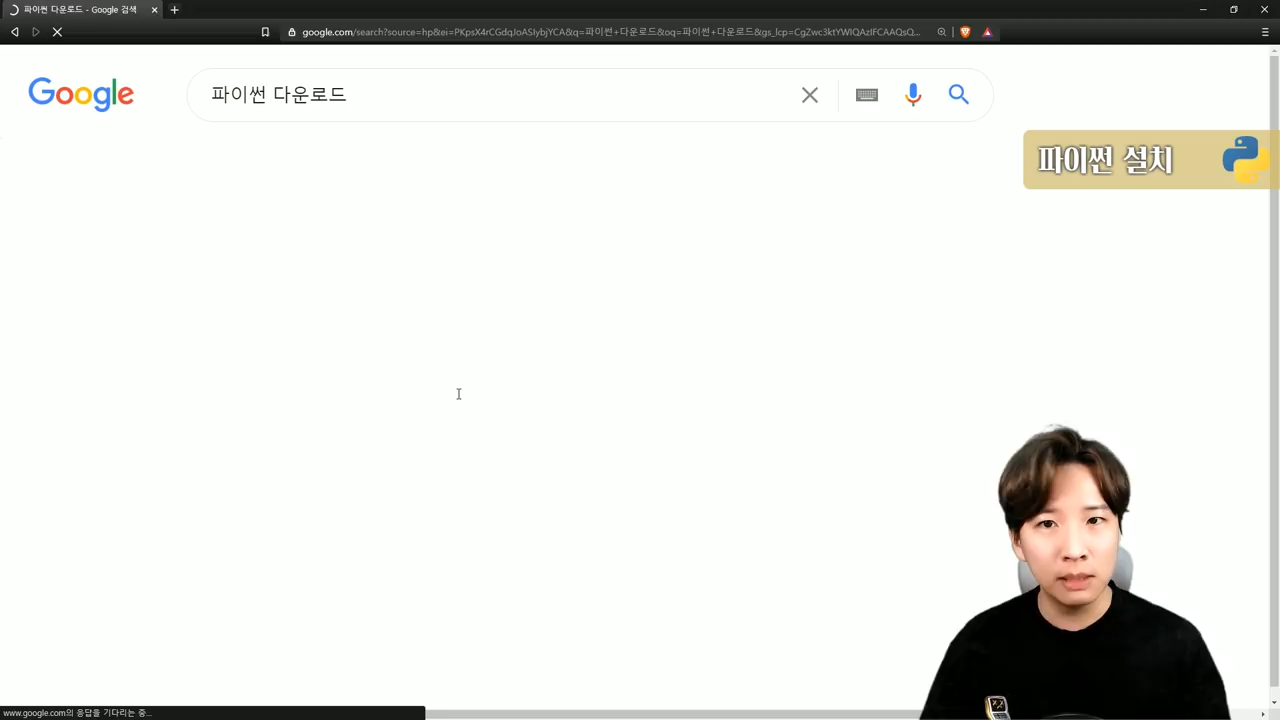 파이썬 다운로드 - Google 검색
google.com/search?source=hp&ei=PKpsX4rCGdqJoASIybjYCA&q=파이썬+다운로드&oq=파이썬+다운로드&gs_lcp=CgZwc3ktYWIQAzIFCAAQsQ...
Google
파이썬 다운로드
파이썬 설치
www.google.com의 응답을 기다리는 중...